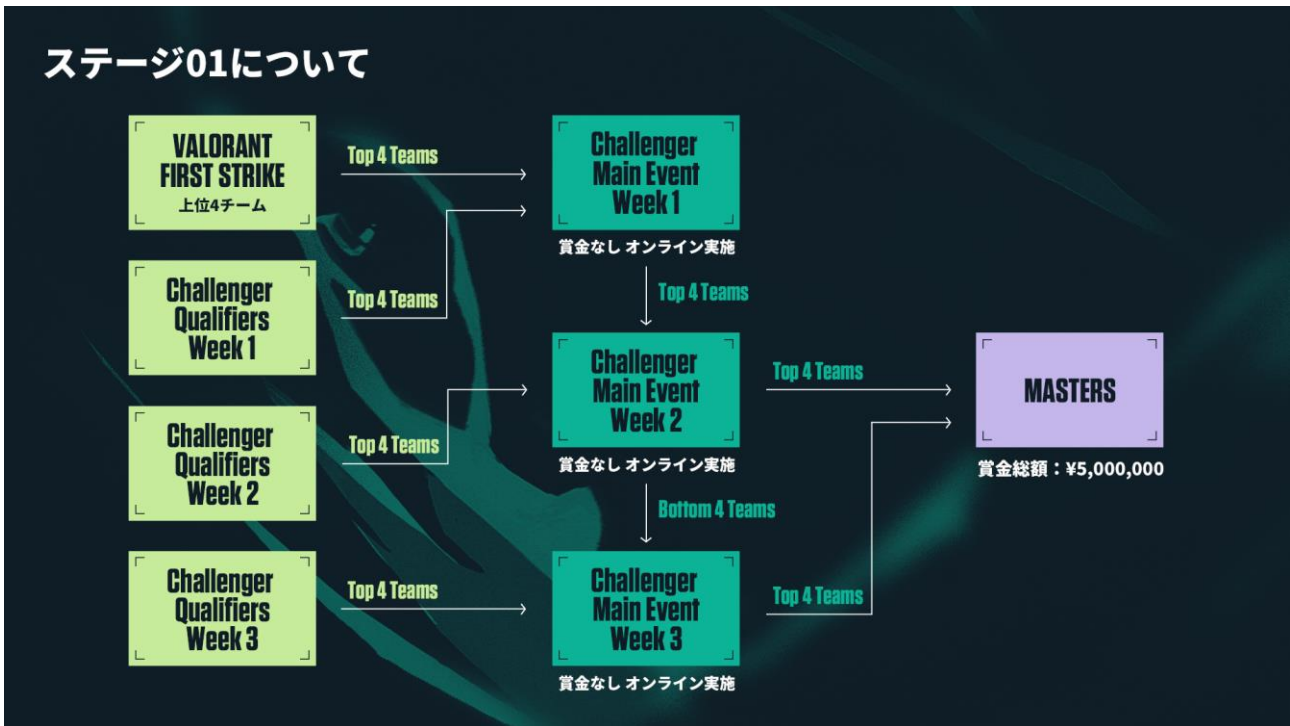 ステージ01について
VALORANT
FIRST STRIKE
上位4チーム
Top 4 Teams
Challenger
Main Event
Week 1
賞金なし オンライン実施
Challenger
Qualifiers
Week 1
Top 4 Teams
Top 4 Teams
Challenger
Qualifiers
Week 2
Top 4 Teams
Challenger
Main Event
Week 2
賞金なし オンライン実施
Top 4 Teams
MASTERS
賞金総額：¥5,000,000
Bottom 4 Teams
Challenger
Qualifiers
Week 3
Top 4 Teams
Challenger
Main Event
Week 3
賞金なし オンライン実施
Top 4 Teams